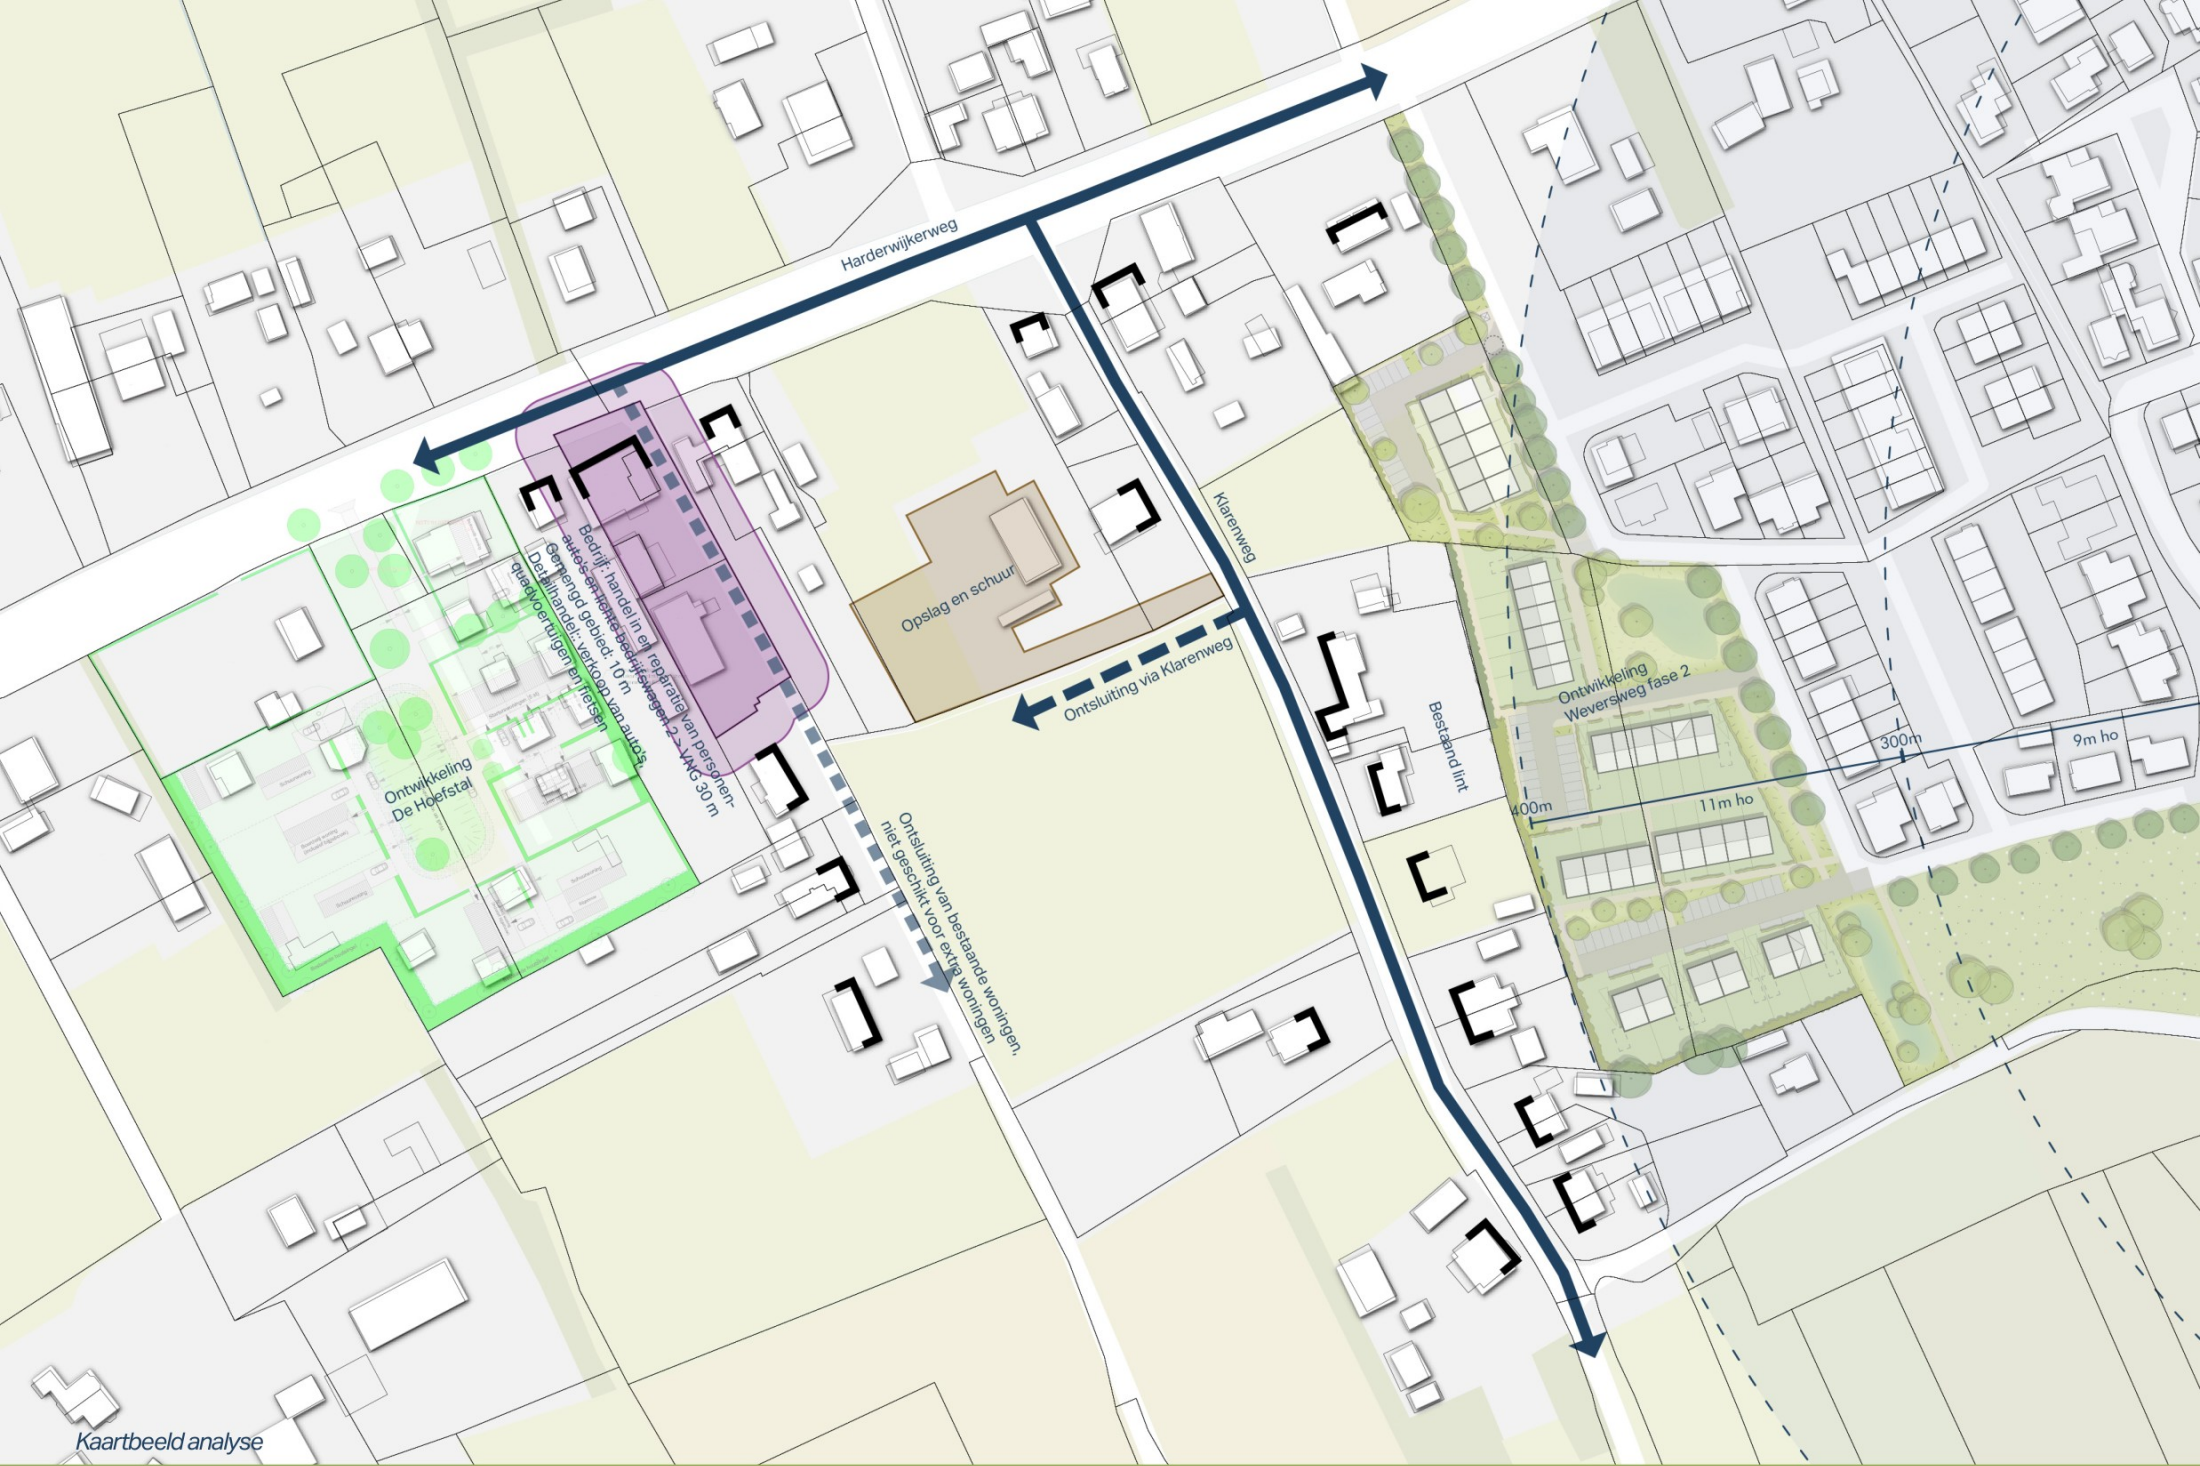 Harderwijkerweg
Klarenweg
Opslag en schuur
Ontsluiting via Klarenweg
Bedrijf: handel in en reparatie van personen-
auto's en lichte bedrijfswagen 2 > VNG 30 m
Gemengd gebied: 10 m
Detailhandel: verkoop van auto's,
quadvoertuigen en fietsen
Ontwikkeling
De Hoefstal
Ontwikkeling
Weversweg fase 2
Bestaand lint
300m
9m ho
400m
11m ho
Ontsluiting van bestaande woningen,
niet geschikt voor extra woningen
Kaartbeeld analyse